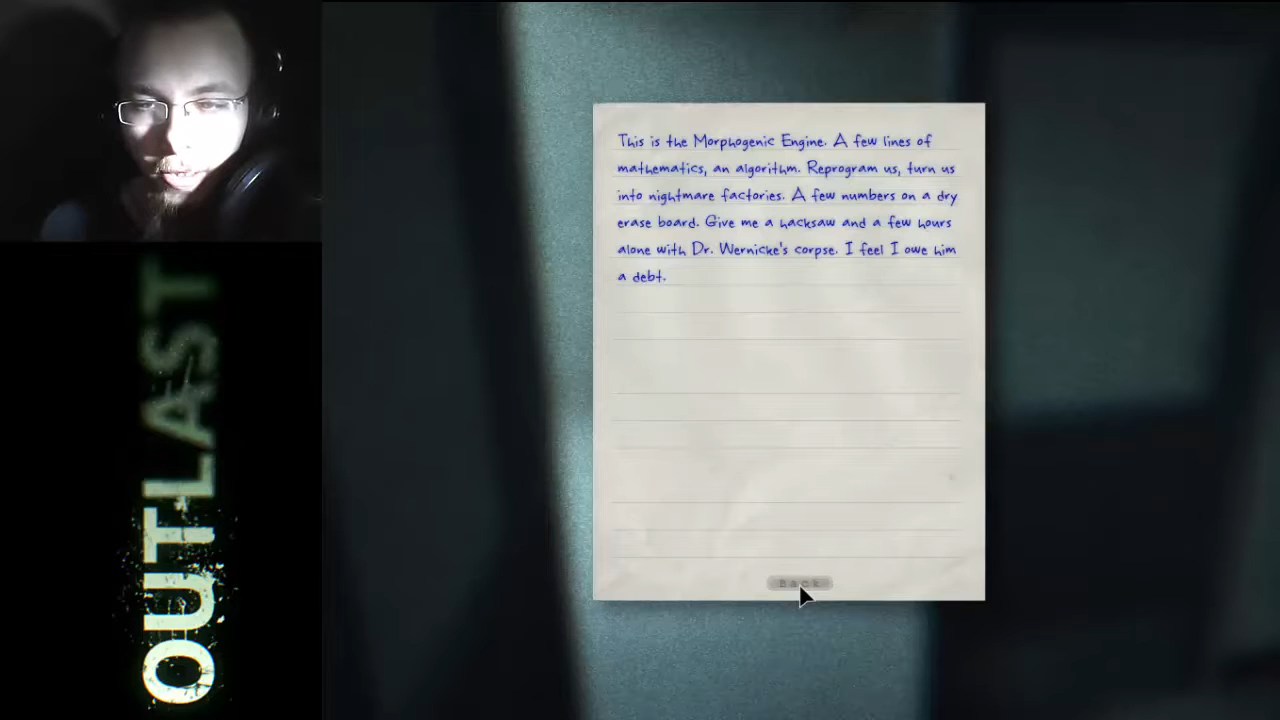 This is the Morphogenic Engine. A few lines of
mathematics, an algorithm. Reprogram us, turn us
into nightmare factories. A few numbers on a dry
erase board. Give me a hacksaw and a few hours
alone with Dr. Wernicke's corpse. I feel I owe him
a debt.
Back
OUTLAST